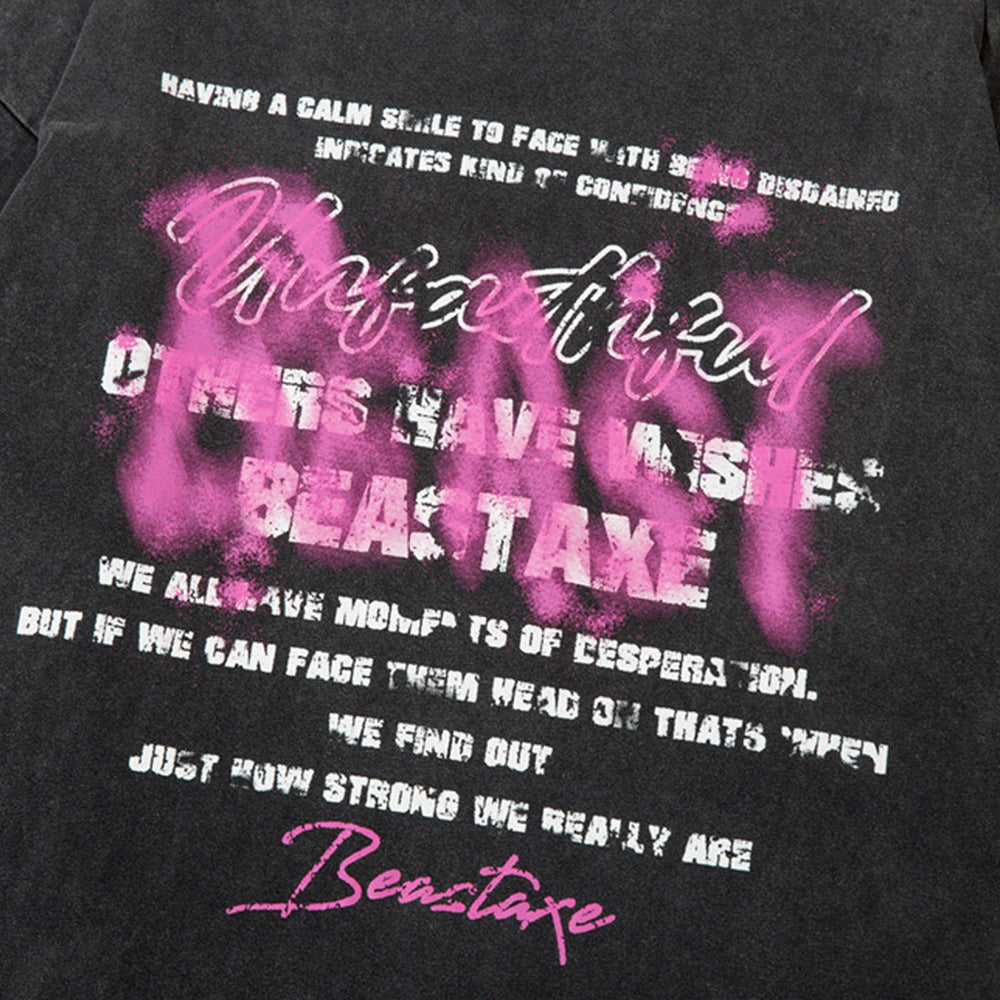 HAVING A CALM SMILE TO FACE WITH BEING DISDAINED
INDICATES KIND OF CONFIDENCE
Unfaithful
OTHERS HAVE WISHES
BEASTAXE
BEAST
WE ALL HAVE MOMENTS OF DESPERATION.
BUT IF WE CAN FACE THEM HEAD ON THATS WHEN
WE FIND OUT
JUST HOW STRONG WE REALLY ARE
Beastaxe